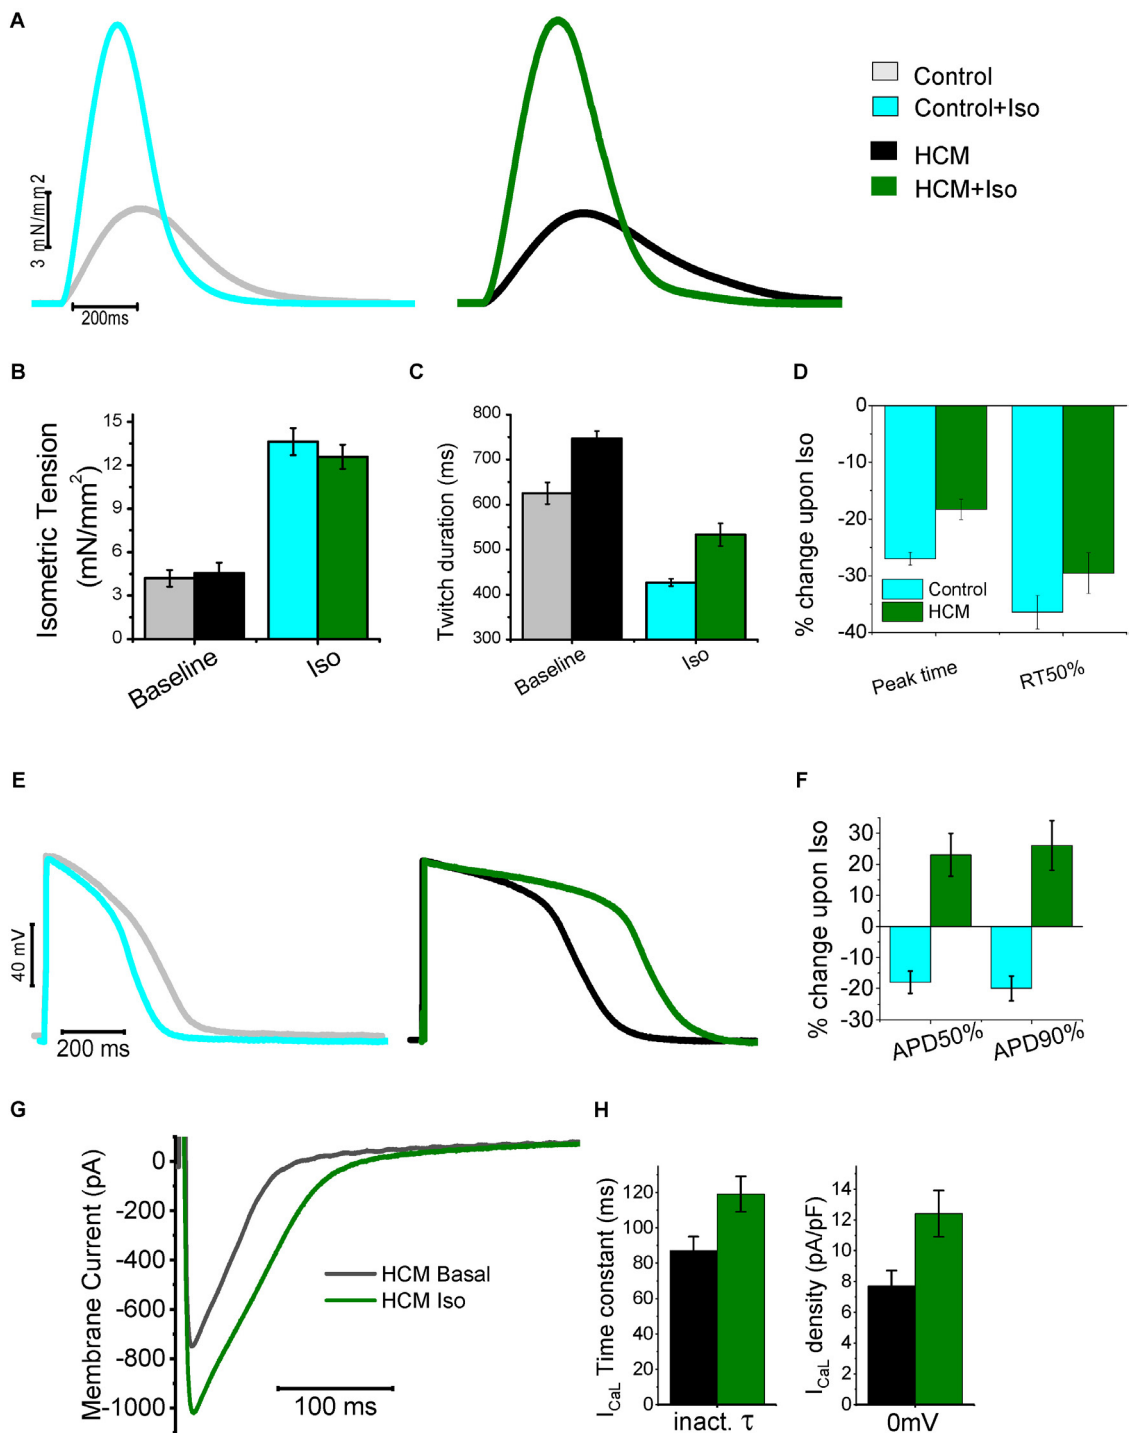 A
Control
Control+Iso
HCM
HCM+Iso
3 mN/mm2
200ms
B
Isometric Tension
(mN/mm²)
15
12
9
6
3
0
Baseline
Iso
C
Twitch duration (ms)
800
700
600
500
400
300
Baseline
Iso
D
% change upon Iso
0
-10
-20
-30
-40
Control
HCM
Peak time
RT50%
E
40 mV
200 ms
F
% change upon Iso
30
20
10
0
-10
-20
-30
APD50%
APD90%
G
Membrane Current (pA)
0
-200
-400
-600
-800
-1000
HCM Basal
HCM Iso
100 ms
H
I_CaL Time constant (ms)
120
100
80
60
40
20
0
inact. τ
I_CaL density (pA/pF)
14
12
10
8
6
4
2
0
0mV